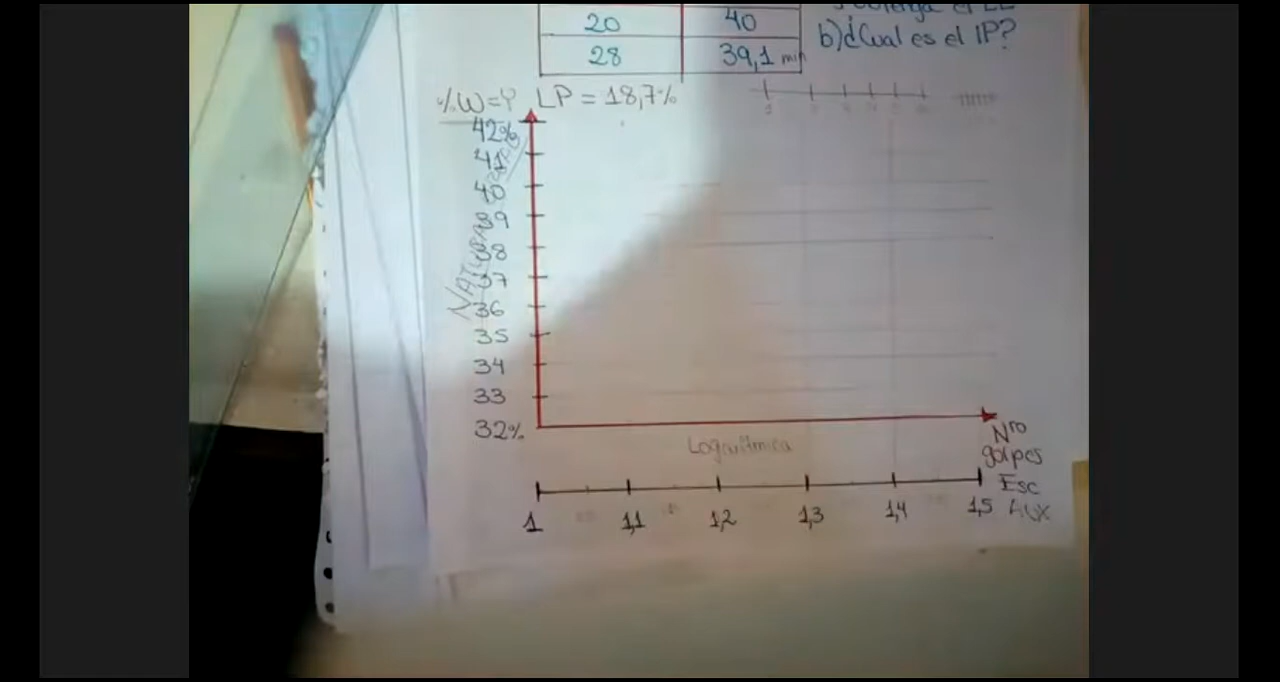 20 40
28 39,1 min
b)¿Cual es el IP?
%W=Y LP = 18,7%
42%
41
40
39
38
37
36
35
34
33
32%
Logarítmica
Nro
golpes
Esc
Aux
1 1,1 1,2 1,3 1,4 1,5